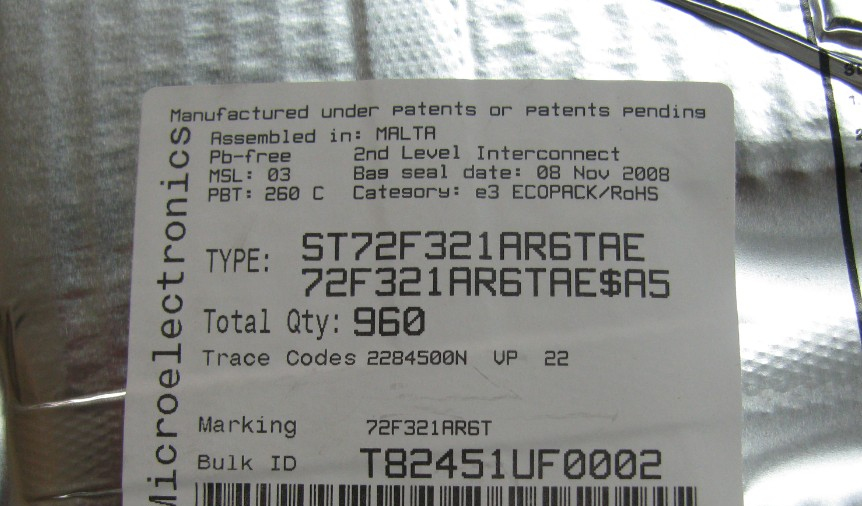 Manufactured under patents or patents pending
Assembled in: MALTA
Pb-free 2nd Level Interconnect
MSL: 03 Bag seal date: 08 Nov 2008
PBT: 260 C Category: e3 ECOPACK/RoHS
TYPE: ST72F321AR6TAE
72F321AR6TAE$A5
Total Qty: 960
Trace Codes 2284500N VP 22
Marking 72F321AR6T
Bulk ID T82451UF0002
Microelectronics